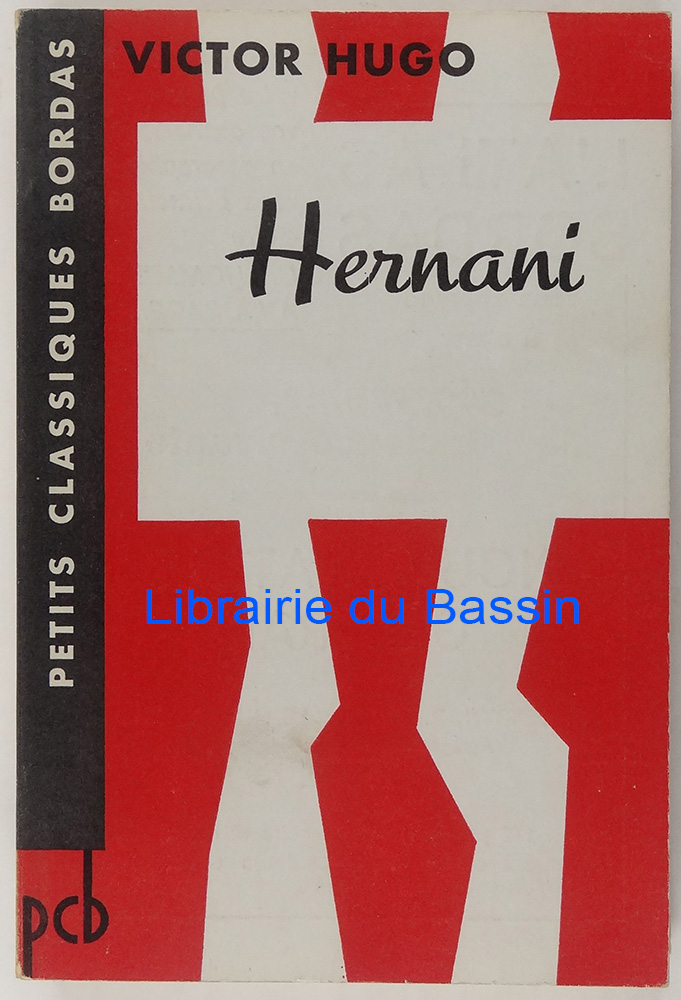 VICTOR HUGO
Hernani
PETITS CLASSIQUES BORDAS
Librairie du Bassin
pcb